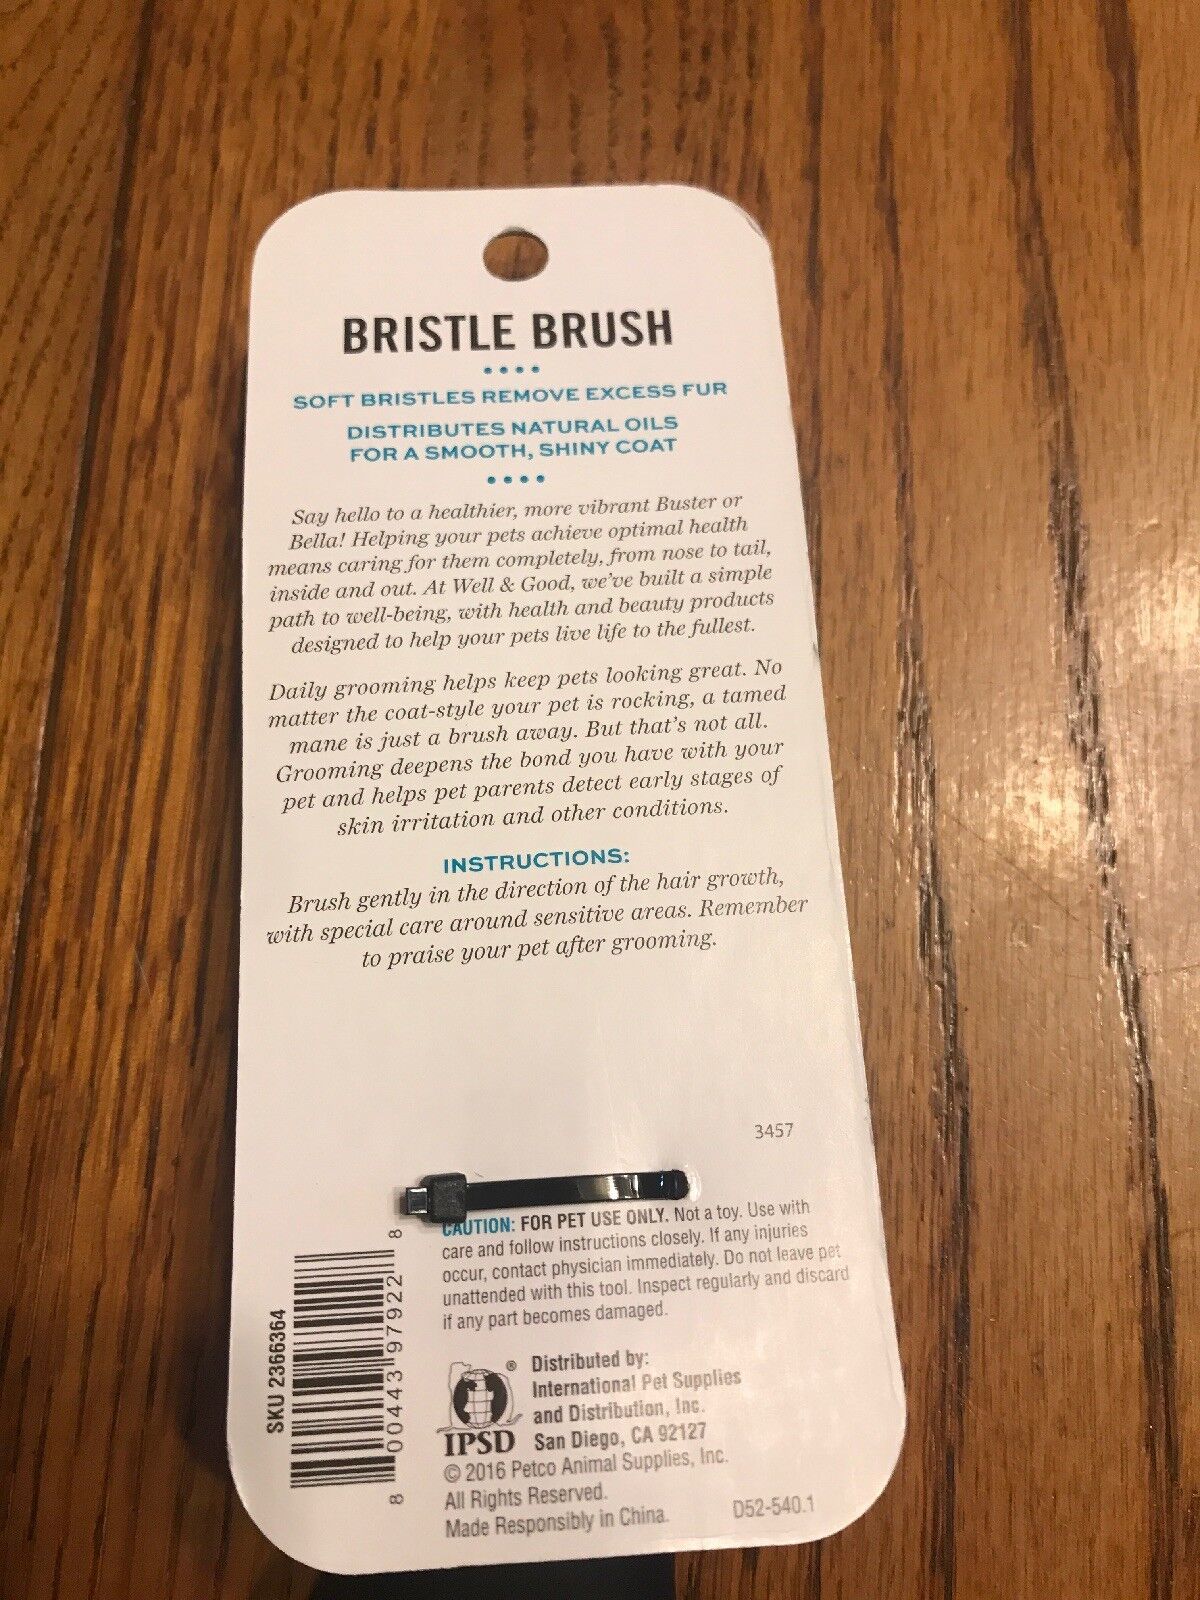 BRISTLE BRUSH
SOFT BRISTLES REMOVE EXCESS FUR
DISTRIBUTES NATURAL OILS
FOR A SMOOTH, SHINY COAT
Say hello to a healthier, more vibrant Buster or
Bella! Helping your pets achieve optimal health
means caring for them completely, from nose to tail,
inside and out. At Well & Good, we've built a simple
path to well-being, with health and beauty products
designed to help your pets live life to the fullest.
Daily grooming helps keep pets looking great. No
matter the coat-style your pet is rocking, a tamed
mane is just a brush away. But that's not all.
Grooming deepens the bond you have with your
pet and helps pet parents detect early stages of
skin irritation and other conditions.
INSTRUCTIONS:
Brush gently in the direction of the hair growth,
with special care around sensitive areas. Remember
to praise your pet after grooming.
3457
CAUTION: FOR PET USE ONLY. Not a toy. Use with
care and follow instructions closely. If any injuries
occur, contact physician immediately. Do not leave pet
unattended with this tool. Inspect regularly and discard
if any part becomes damaged.
SKU 2366364
8 00443 97922 8
®
IPSD
Distributed by:
International Pet Supplies
and Distribution, Inc.
San Diego, CA 92127
© 2016 Petco Animal Supplies, Inc.
All Rights Reserved.
Made Responsibly in China.
D52-540.1